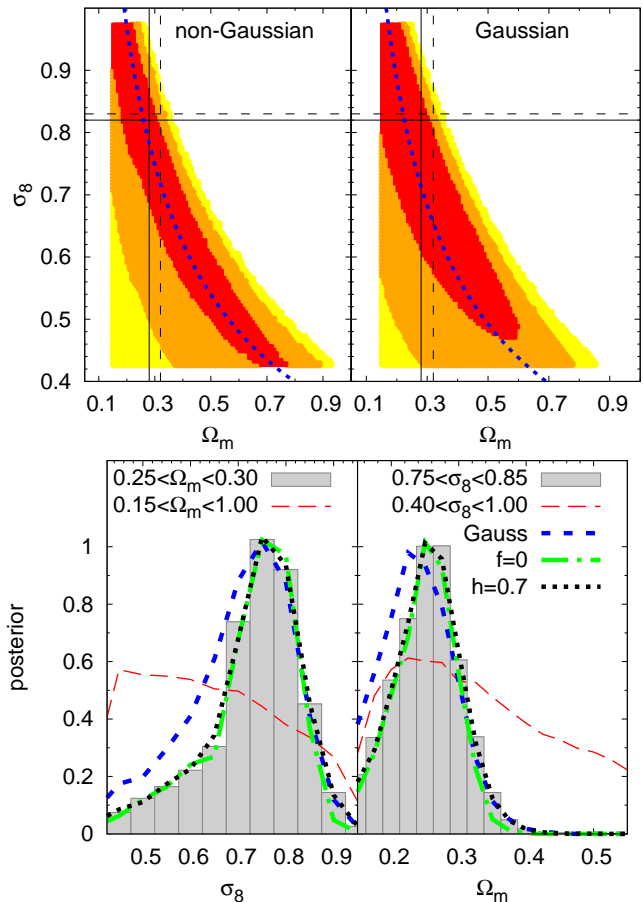 non-Gaussian
Gaussian
0.9
0.8
0.7
0.6
0.5
0.4
σ8
0.1 0.3 0.5 0.7 0.9
0.1 0.3 0.5 0.7 0.9
Ωm
Ωm
0.25<Ωm<0.30
0.15<Ωm<1.00
0.75<σ8<0.85
0.40<σ8<1.00
Gauss
f=0
h=0.7
1
0.8
0.6
0.4
0.2
0
posterior
0.5 0.6 0.7 0.8 0.9
0.2 0.3 0.4 0.5
σ8
Ωm